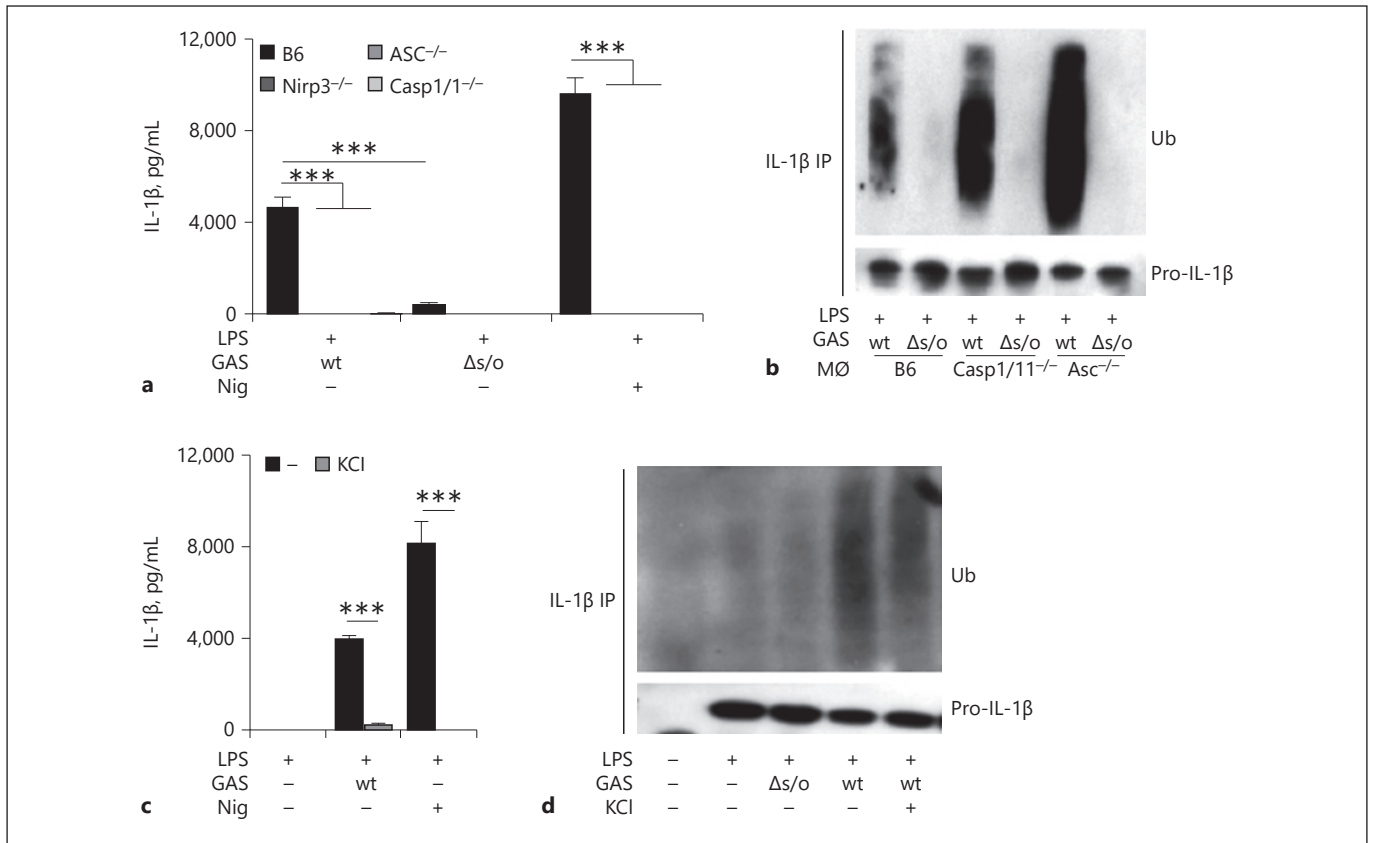 12,000
8,000
4,000
0
IL-1β, pg/mL
B6 ASC–/–
Nirp3–/– Casp1/1–/–
***
***
***
LPS + + +
GAS wt Δs/o
Nig – – +
a
IL-1β IP
Ub
Pro-IL-1β
LPS + + + + + +
GAS wt Δs/o wt Δs/o wt Δs/o
MØ B6 Casp1/11–/– Asc–/–
b
12,000
8,000
4,000
0
IL-1β, pg/mL
– KCl
***
***
LPS + + +
GAS – wt –
Nig – – +
c
IL-1β IP
Ub
Pro-IL-1β
LPS – + + + +
GAS – – Δs/o wt wt
KCl – – – – +
d